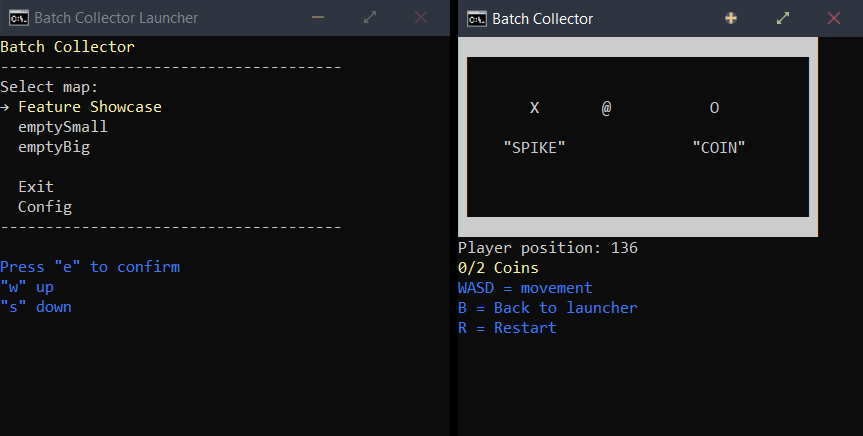 Batch Collector Launcher
Batch Collector
--------------------------------------
Select map:
→ Feature Showcase
emptySmall
emptyBig
Exit
Config
--------------------------------------
Press "e" to confirm
"w" up
"s" down
Batch Collector
X @ O
"SPIKE" "COIN"
Player position: 136
0/2 Coins
WASD = movement
B = Back to launcher
R = Restart